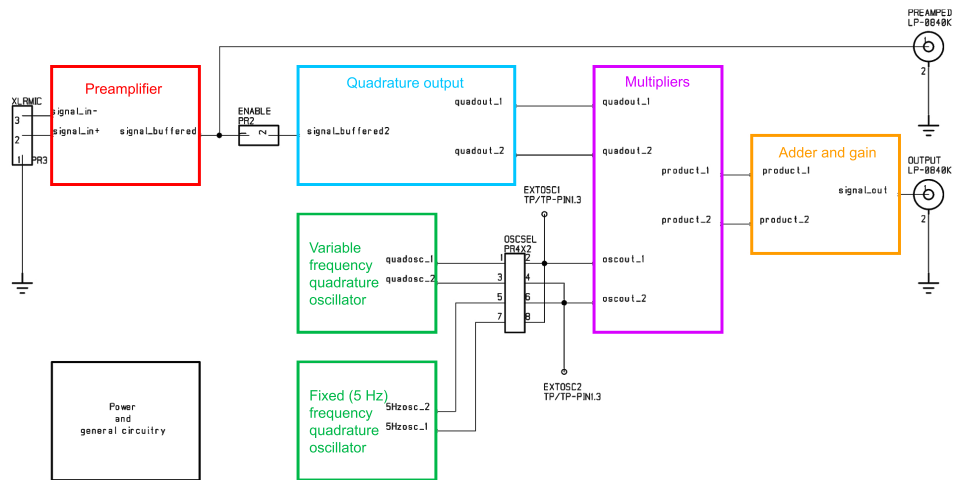 PREAMPED
LP-0840K
1
2
Preamplifier
XLRMIC
3
2
1
PR3
signal_in-
signal_in+
signal_buffered
ENABLE
PR2
2
Quadrature output
signal_buffered2
quadout_1
quadout_2
Multipliers
quadout_1
quadout_2
product_1
product_2
oscout_1
oscout_2
Adder and gain
product_1
product_2
signal_out
OUTPUT
LP-0840K
1
2
EXTOSC1
TP/TP-PIN1.3
OSCSEL
PR4X2
1
2
3
4
5
6
7
8
Variable
frequency
quadrature
oscillator
quadosc_1
quadosc_2
EXTOSC2
TP/TP-PIN1.3
Fixed (5 Hz)
frequency
quadrature
oscillator
5Hzosc_2
5Hzosc_1
Power
and
general circuitry